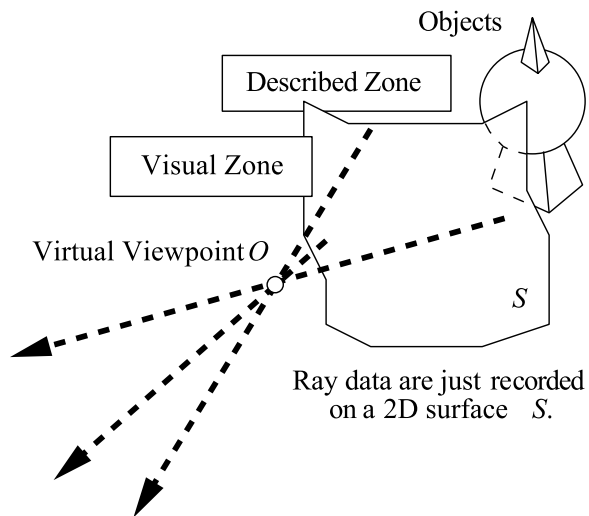 Objects
Described Zone
Visual Zone
Virtual Viewpoint O
S
Ray data are just recorded
on a 2D surface S.